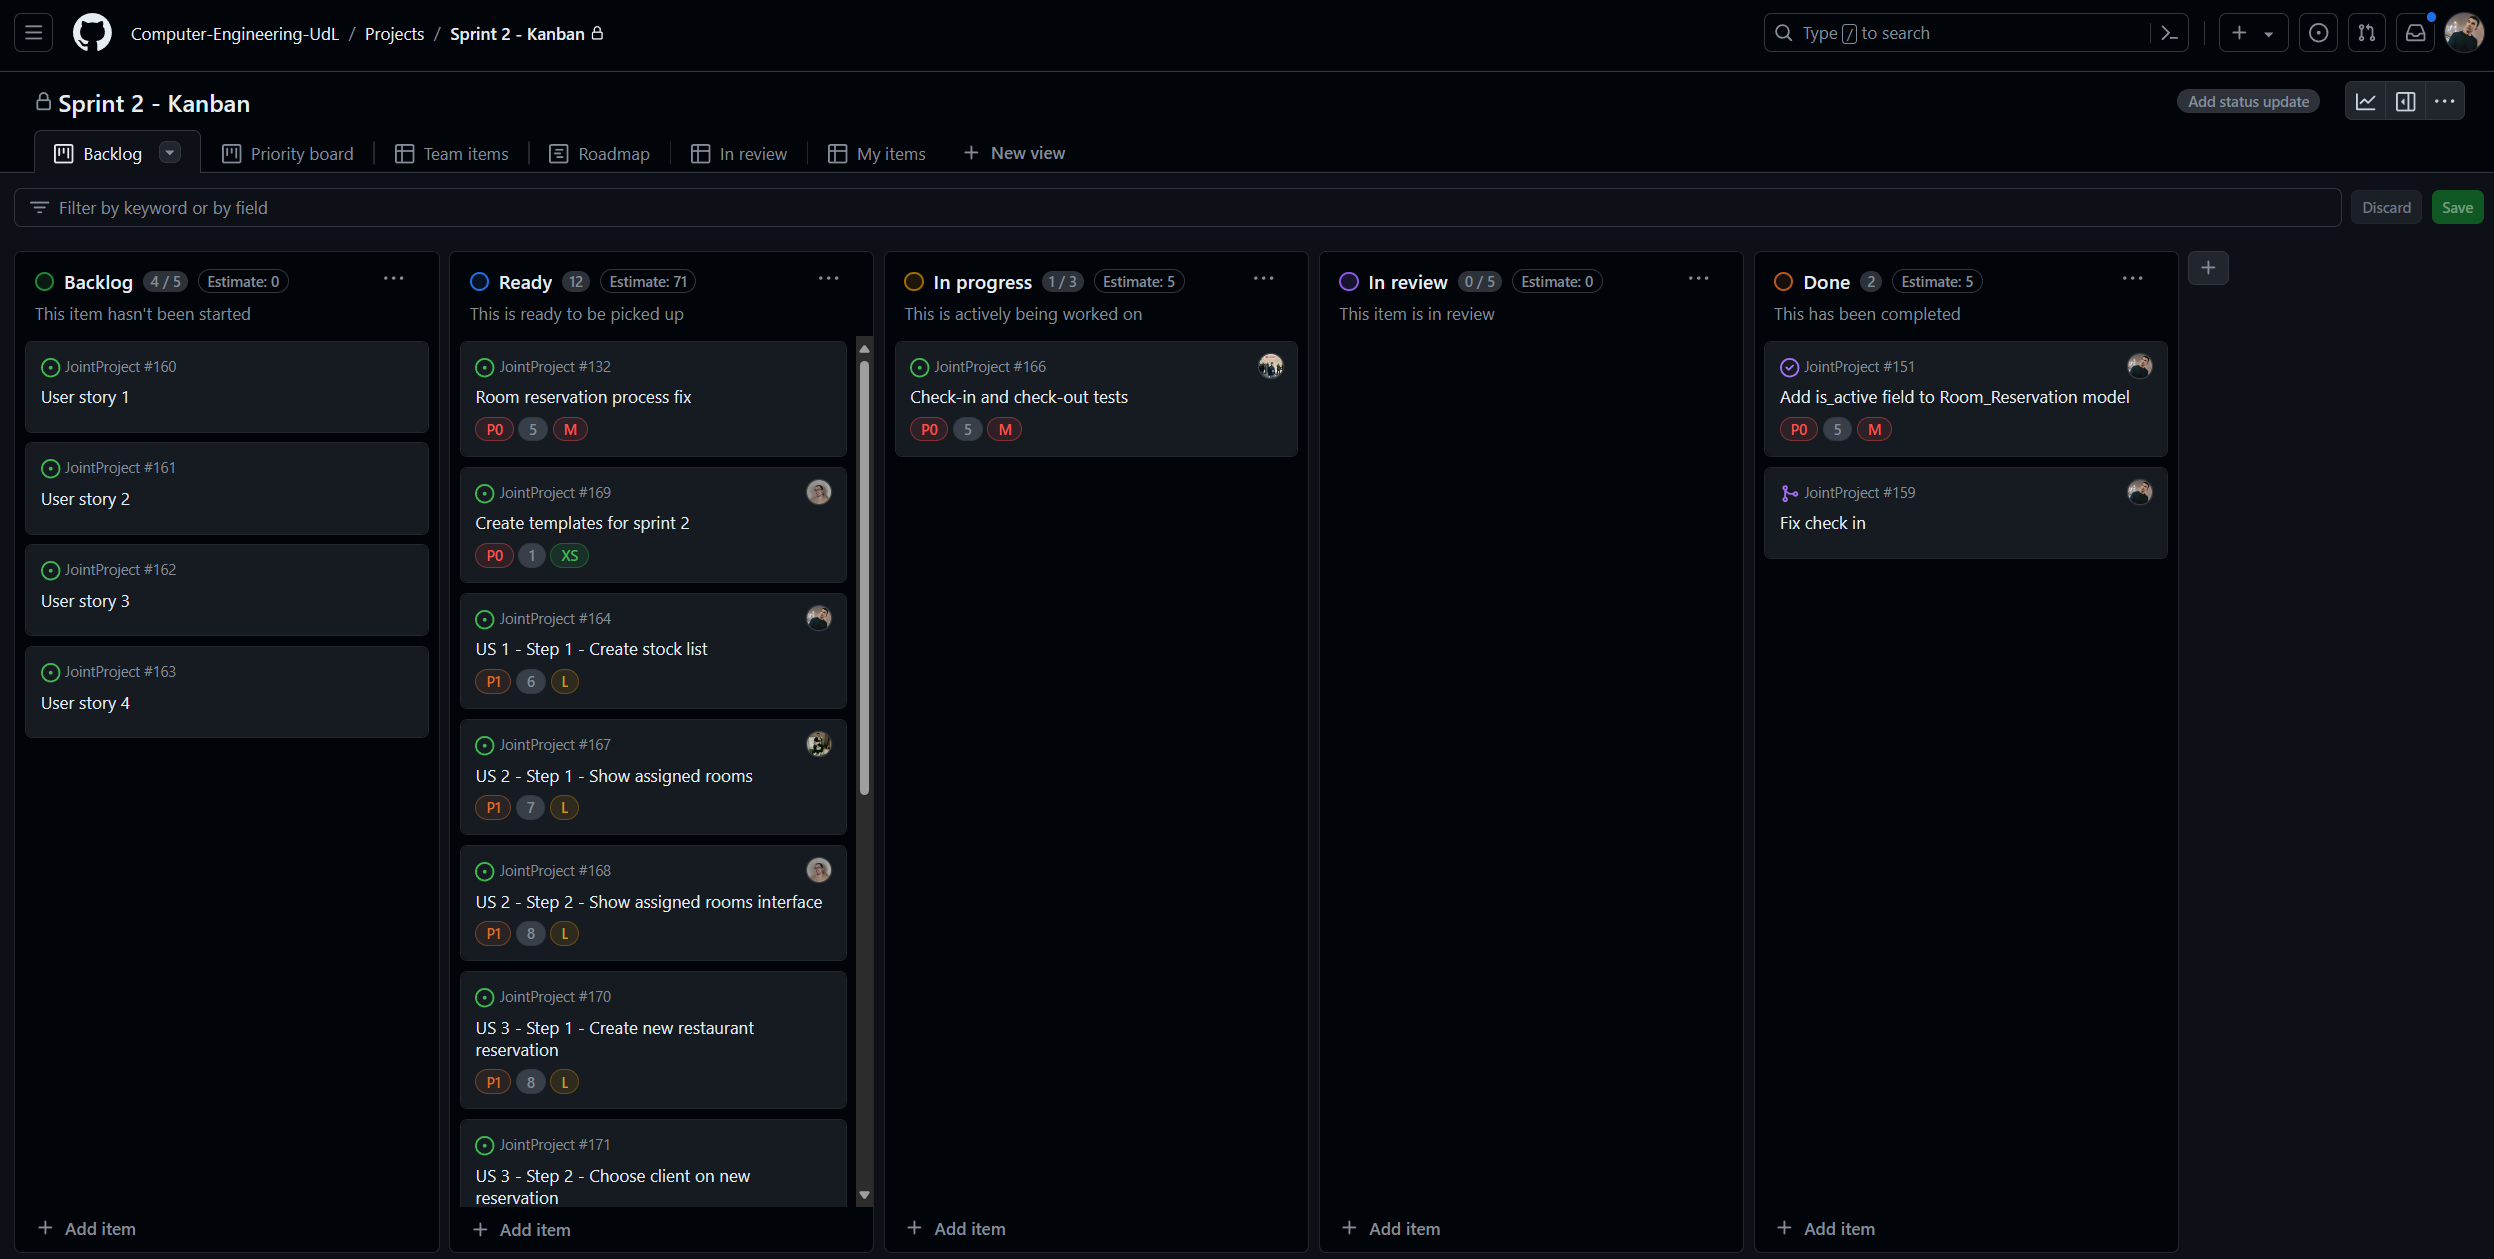 Computer-Engineering-UdL / Projects / Sprint 2 - Kanban
Type / to search
Sprint 2 - Kanban
Add status update
Backlog
Priority board
Team items
Roadmap
In review
My items
New view
Filter by keyword or by field
Discard
Save
Backlog 4 / 5 Estimate: 0
This item hasn't been started
JointProject #160
User story 1
JointProject #161
User story 2
JointProject #162
User story 3
JointProject #163
User story 4
Add item
Ready 12 Estimate: 71
This is ready to be picked up
JointProject #132
Room reservation process fix
P0 5 M
JointProject #169
Create templates for sprint 2
P0 1 XS
JointProject #164
US 1 - Step 1 - Create stock list
P1 6 L
JointProject #167
US 2 - Step 1 - Show assigned rooms
P1 7 L
JointProject #168
US 2 - Step 2 - Show assigned rooms interface
P1 8 L
JointProject #170
US 3 - Step 1 - Create new restaurant
reservation
P1 8 L
JointProject #171
US 3 - Step 2 - Choose client on new
reservation
Add item
In progress 1 / 3 Estimate: 5
This is actively being worked on
JointProject #166
Check-in and check-out tests
P0 5 M
Add item
In review 0 / 5 Estimate: 0
This item is in review
Add item
Done 2 Estimate: 5
This has been completed
JointProject #151
Add is_active field to Room_Reservation model
P0 5 M
JointProject #159
Fix check in
Add item